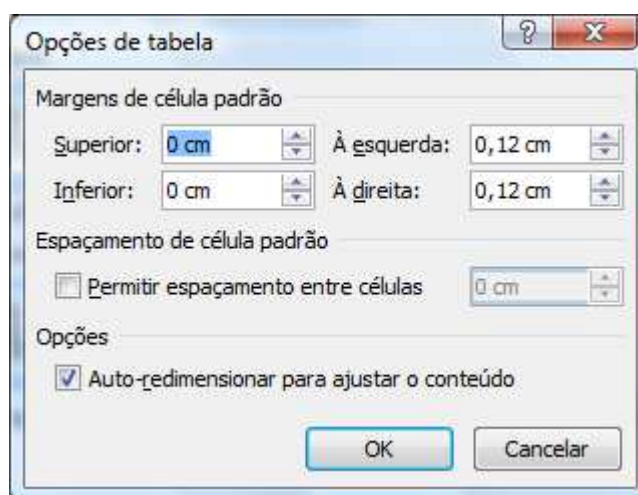 Opções de tabela
Margens de célula padrão
Superior: 0 cm À esquerda: 0,12 cm
Inferior: 0 cm À direita: 0,12 cm
Espaçamento de célula padrão
Permitir espaçamento entre células 0 cm
Opções
Auto-redimensionar para ajustar o conteúdo
OK Cancelar